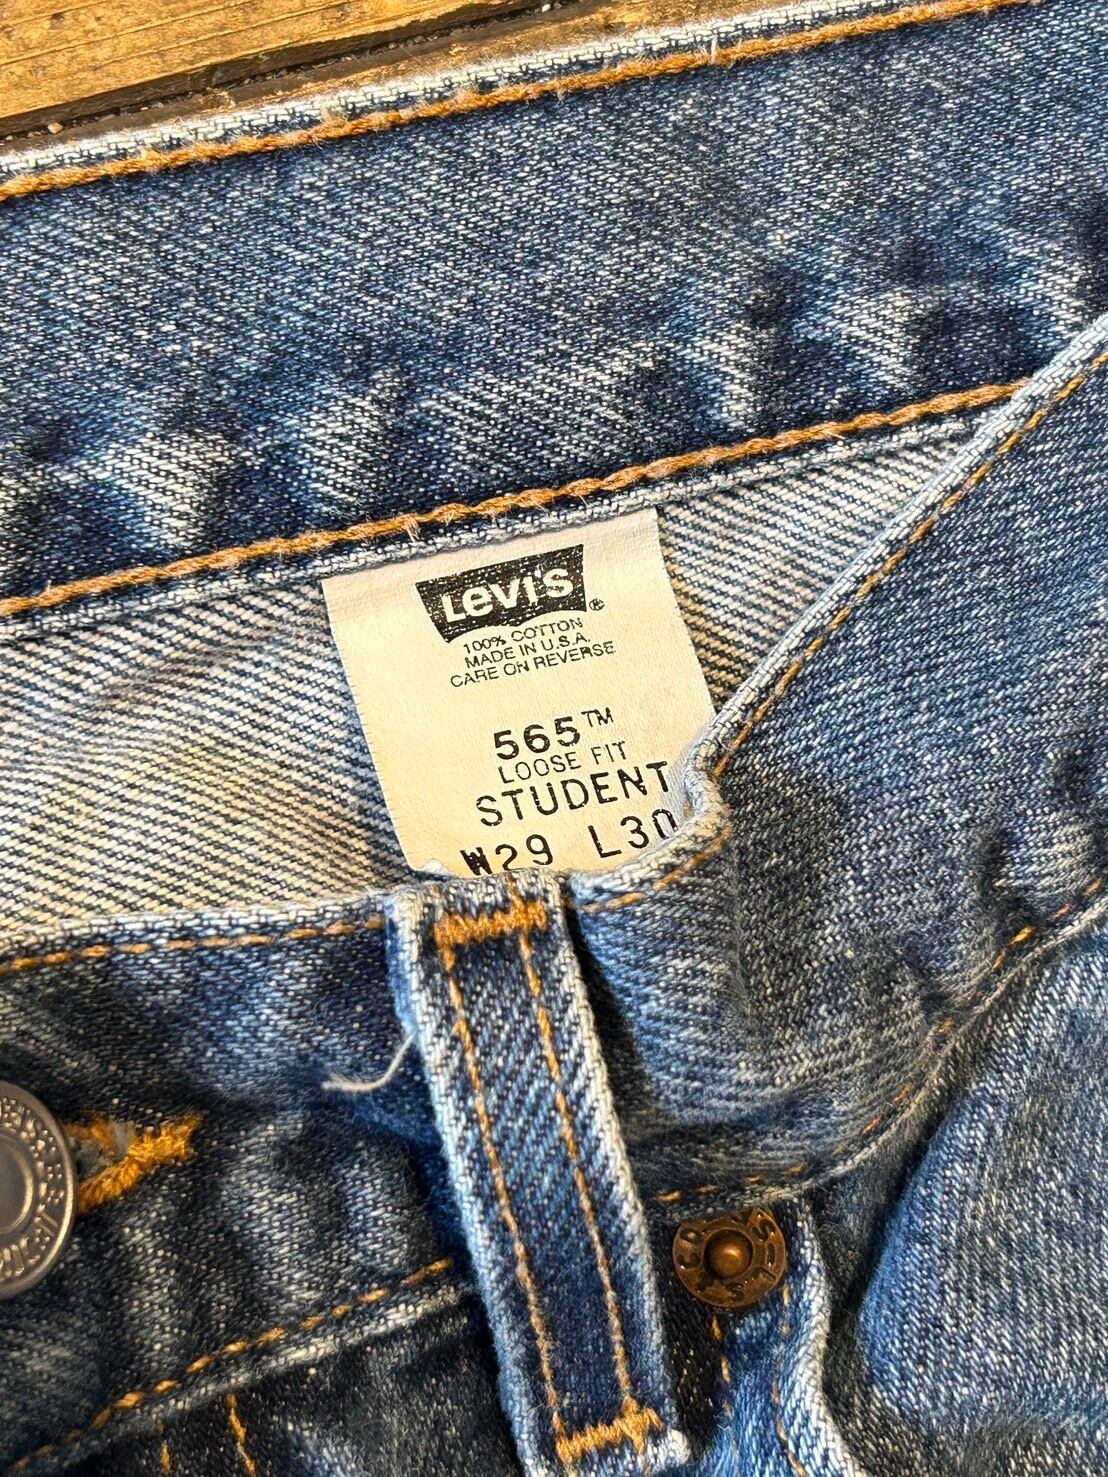 LEVI'S®
100% COTTON
MADE IN U.S.A.
CARE ON REVERSE
565™
LOOSE FIT
STUDENT
W29 L30